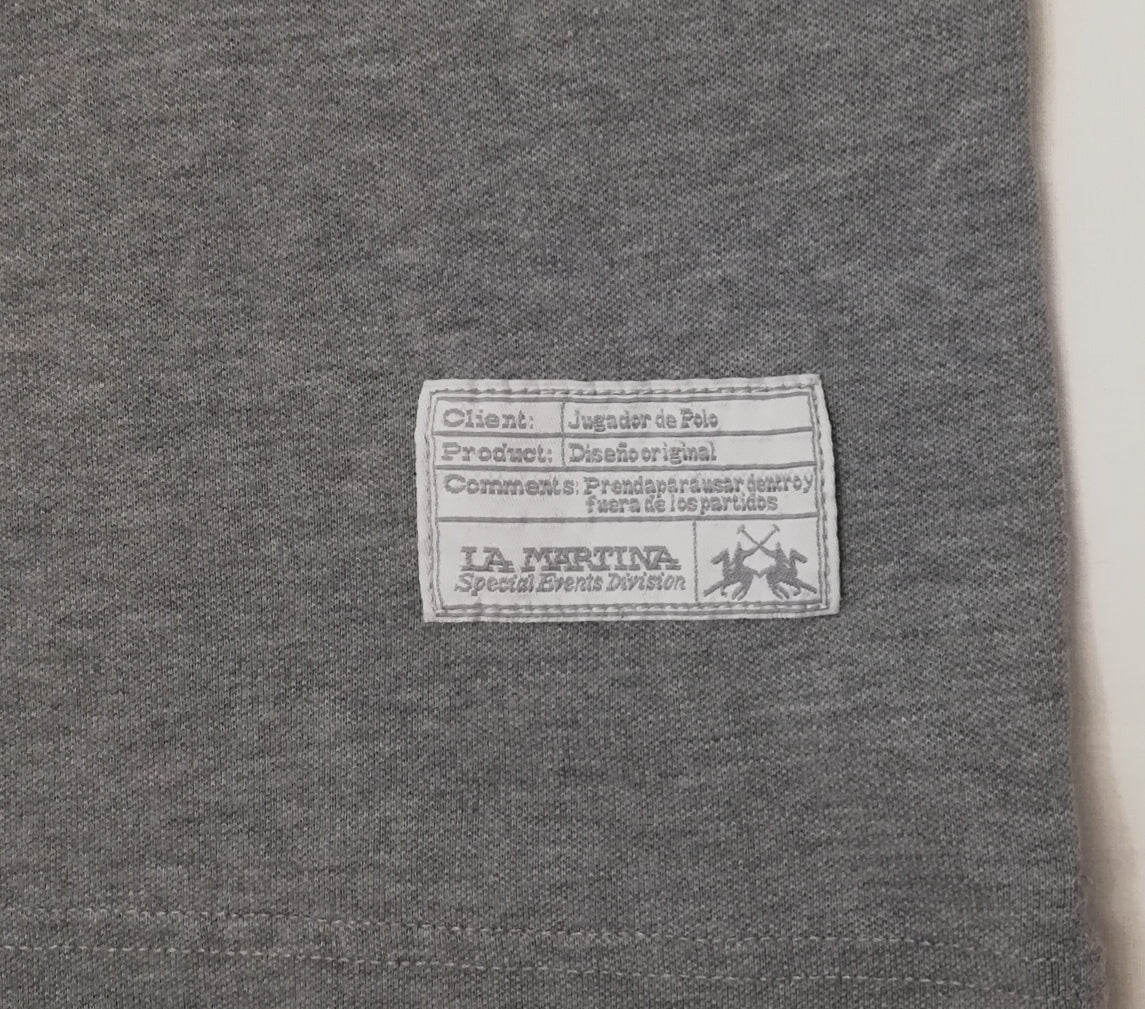 Client: Jugador de Polo
Product: Diseño original
Comments: Prenda para usar dentro y
fuera de los partidos
LA MARTINA
Special Events Division